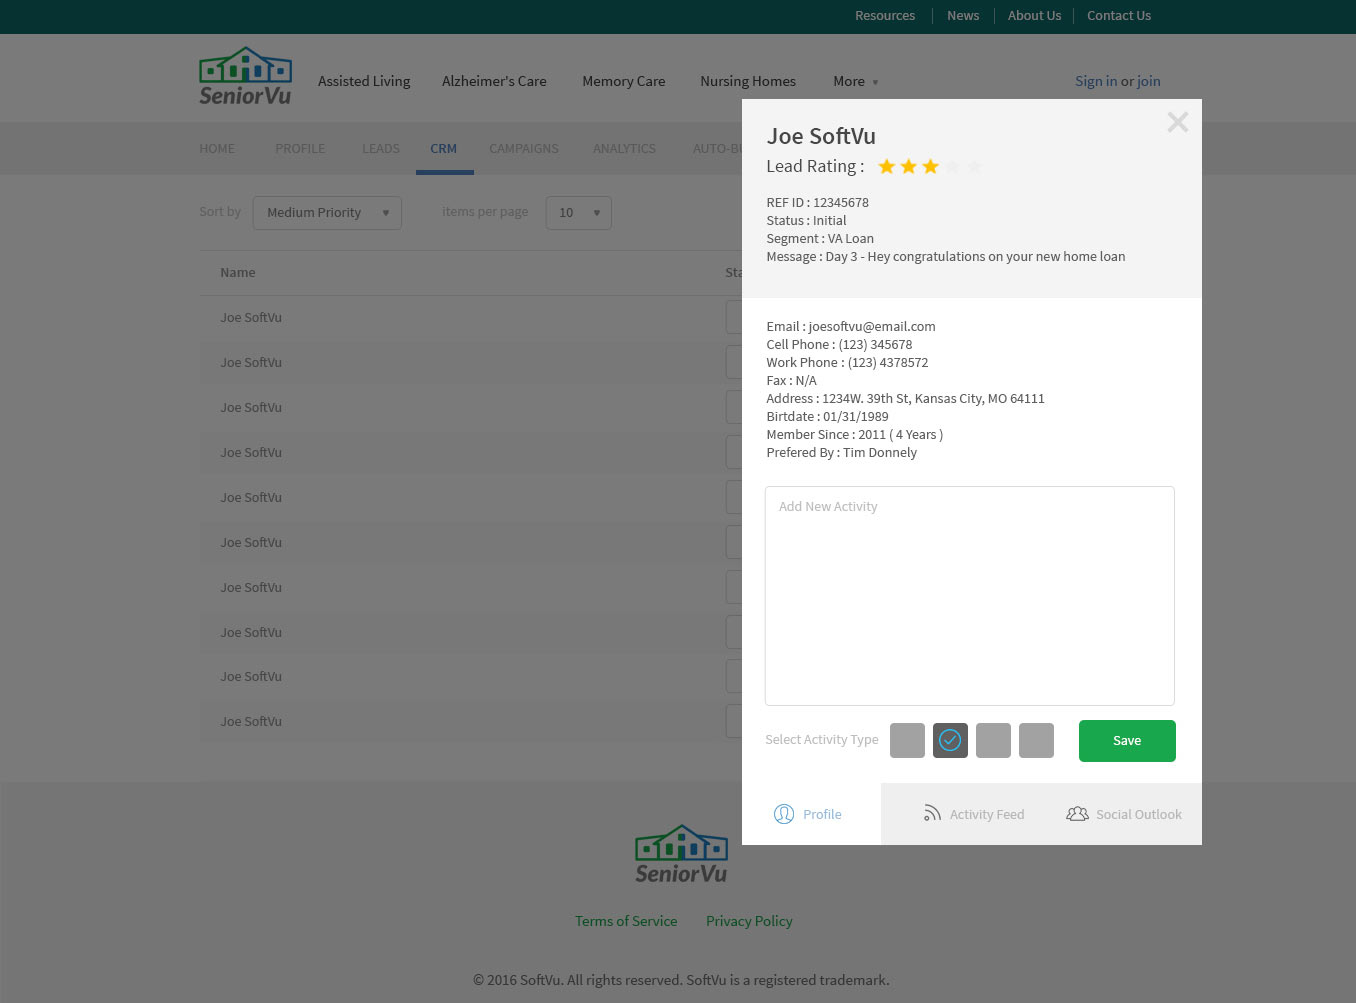 Resources News About Us Contact Us
SeniorVu
Assisted Living Alzheimer's Care Memory Care Nursing Homes More Sign in or join
HOME PROFILE LEADS CRM CAMPAIGNS ANALYTICS
Sort by Medium Priority items per page 10
Name
Joe SoftVu
Joe SoftVu
Joe SoftVu
Joe SoftVu
Joe SoftVu
Joe SoftVu
Joe SoftVu
Joe SoftVu
Joe SoftVu
Joe SoftVu
Joe SoftVu
Lead Rating :
REF ID : 12345678
Status : Initial
Segment : VA Loan
Message : Day 3 - Hey congratulations on your new home loan
Email : joesoftvu@email.com
Cell Phone : (123) 345678
Work Phone : (123) 4378572
Fax : N/A
Address : 1234W. 39th St, Kansas City, MO 64111
Birtdate : 01/31/1989
Member Since : 2011 ( 4 Years )
Prefered By : Tim Donnely
Add New Activity
Select Activity Type Save
Profile Activity Feed Social Outlook
SeniorVu
Terms of Service Privacy Policy
© 2016 SoftVu. All rights reserved. SoftVu is a registered trademark.